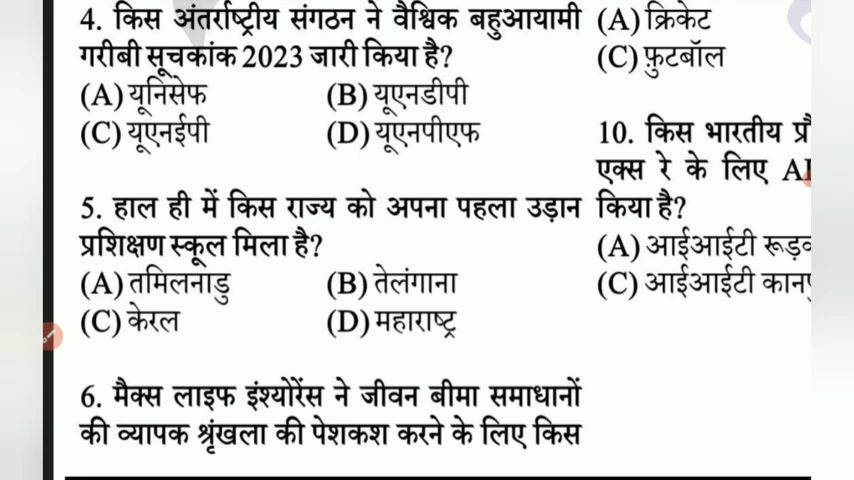 4. किस अंतर्राष्ट्रीय संगठन ने वैश्विक बहुआयामी
गरीबी सूचकांक 2023 जारी किया है?
(A) यूनिसेफ (B) यूएनडीपी
(C) यूएनईपी (D) यूएनपीएफ
5. हाल ही में किस राज्य को अपना पहला उड़ान
प्रशिक्षण स्कूल मिला है?
(A) तमिलनाडु (B) तेलंगाना
(C) केरल (D) महाराष्ट्र
6. मैक्स लाइफ इंश्योरेंस ने जीवन बीमा समाधानों
की व्यापक श्रृंखला की पेशकश करने के लिए किस
(A) क्रिकेट
(C) फ़ुटबॉल
10. किस भारतीय
एक्स रे के लिए
किया है?
(A) आईआईटी
(C) आईआईटी